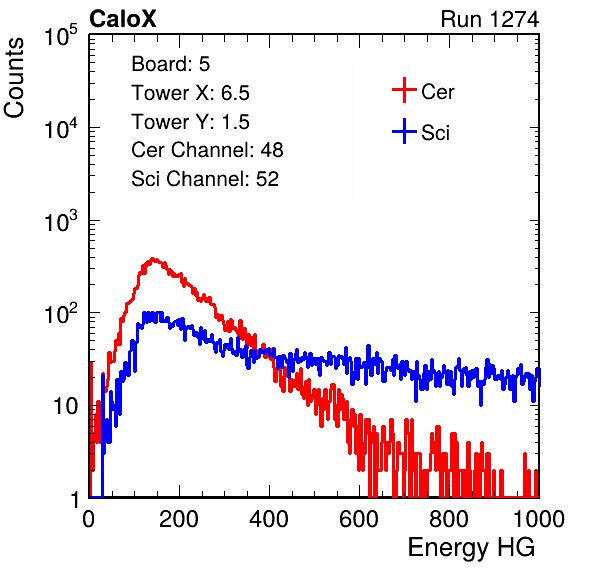 CaloX Run 1274
Counts
10^5
10^4
10^3
10^2
10
1
Board: 5
Tower X: 6.5
Tower Y: 1.5
Cer Channel: 48
Sci Channel: 52
Cer
Sci
0 200 400 600 800 1000
Energy HG